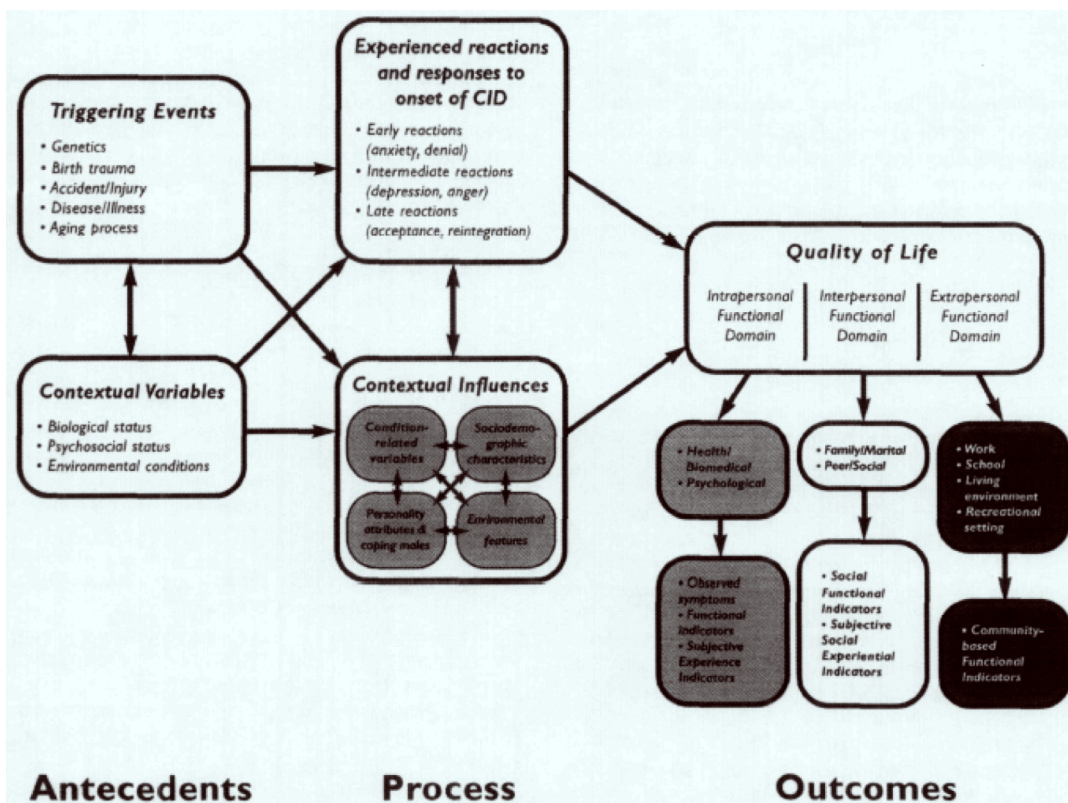 Triggering Events
• Genetics
• Birth trauma
• Accident/Injury
• Disease/Illness
• Aging process
Contextual Variables
• Biological status
• Psychosocial status
• Environmental conditions
Experienced reactions
and responses to
onset of CID
• Early reactions
(anxiety, denial)
• Intermediate reactions
(depression, anger)
• Late reactions
(acceptance, reintegration)
Contextual Influences
Condition-
related
variables
Sociodemo-
graphic
characteristics
Personality
attributes &
coping males
Environmental
features
Quality of Life
Intrapersonal
Functional
Domain
Interpersonal
Functional
Domain
Extrapersonal
Functional
Domain
• Health/
Biomedical
• Psychological
• Family/Marital
• Peer/Social
• Work
• School
• Living
environment
• Recreational
setting
• Observed
symptoms
• Functional
Indicators
• Subjective
Experience
Indicators
• Social
Functional
Indicators
• Subjective
Social
Experiential
Indicators
• Community-
based
Functional
Indicators
Antecedents
Process
Outcomes